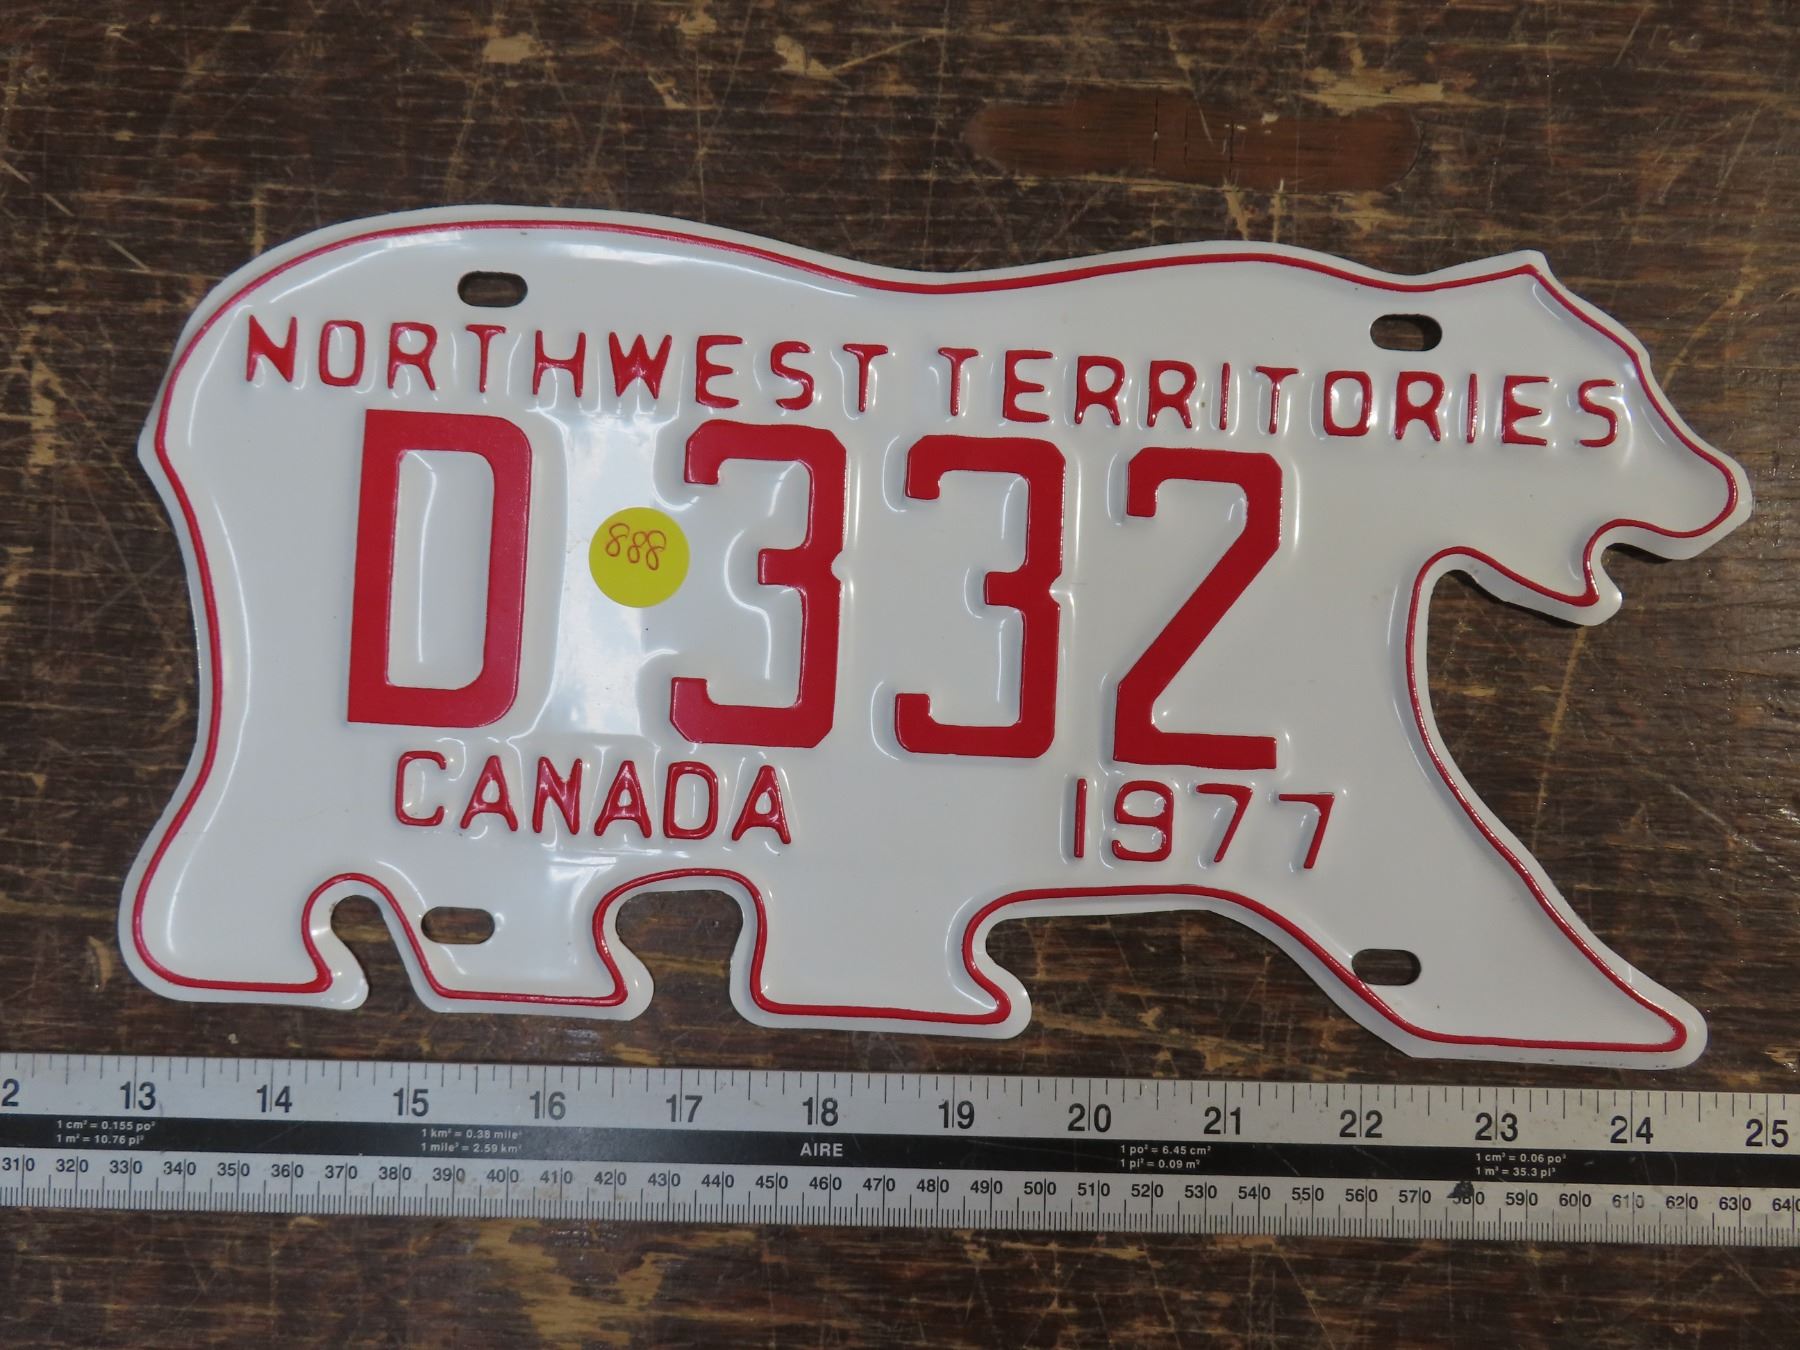 NORTHWEST TERRITORIES
D 332
888
CANADA 1977
2 13 14 15 16 17 18 19 20 21 22 23 24 25
1 cm² = 0.155 po² 1 km² = 0.38 mile² AIRE 1 po² = 6.45 cm² 1 cm³ = 0.06 po³
1 m² = 10.76 pi² 1 mile² = 2.59 km² 1 pi² = 0.09 m² 1 m³ = 35.3 pi³
310 320 330 340 350 360 370 380 390 400 410 420 430 440 450 460 470 480 490 500 510 520 530 540 550 560 570 580 590 600 610 620 630 640